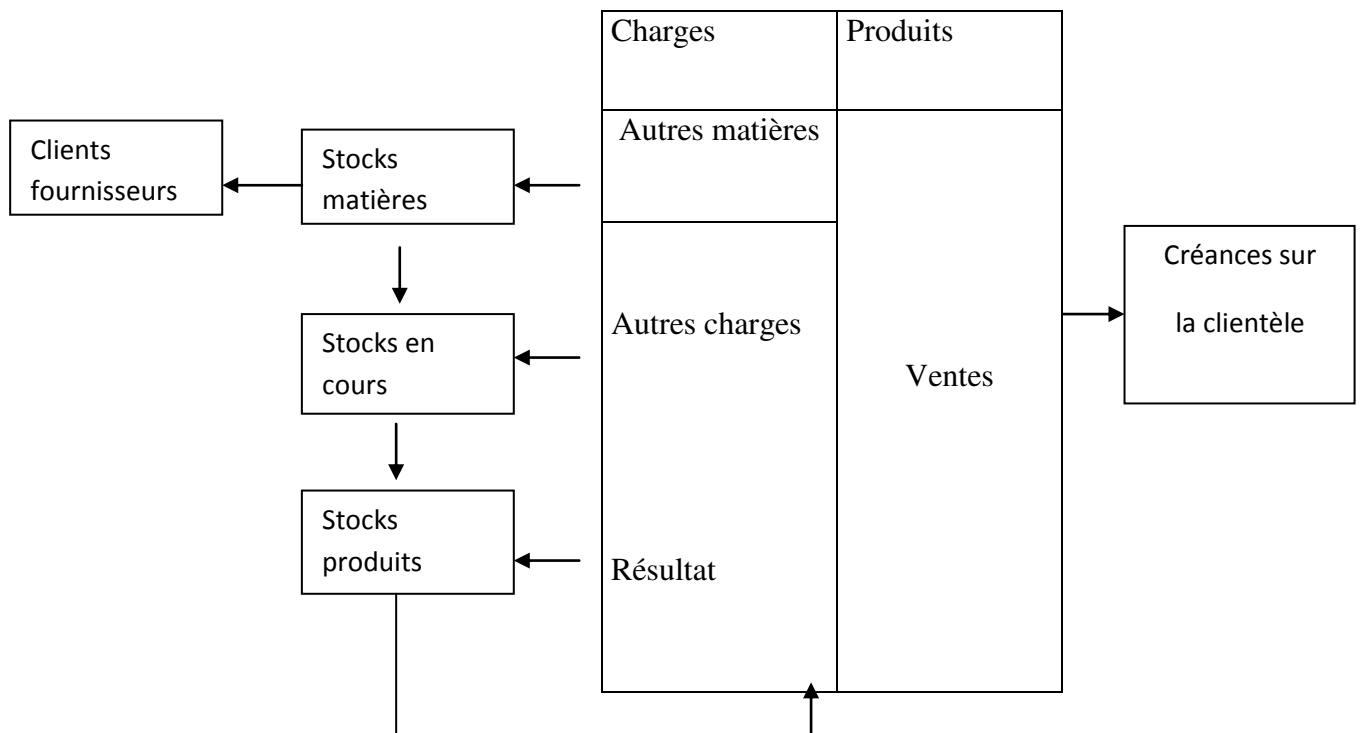 Charges
Produits
Autres matières
Clients
fournisseurs
Stocks
matières
Créances sur
la clientèle
Autres charges
Stocks en
cours
Ventes
Stocks
produits
Résultat